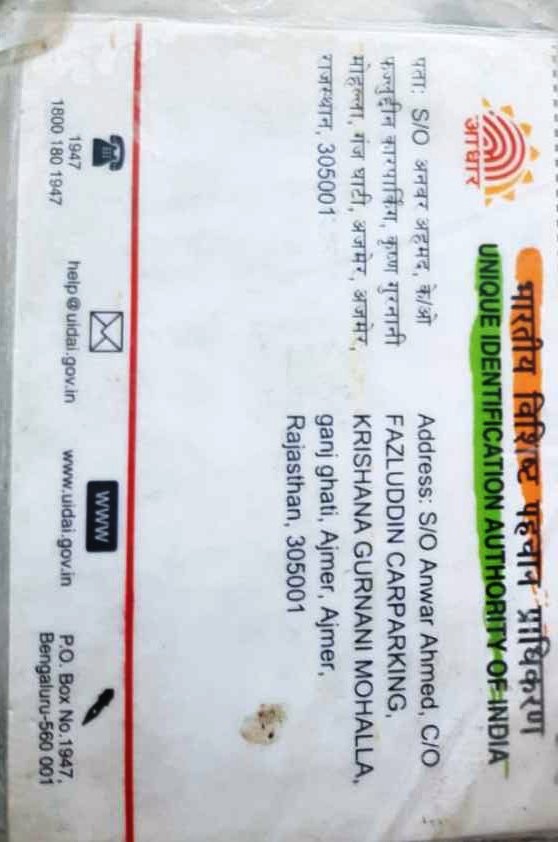 भारतीय विशिष्ट पहचान प्राधिकरण
UNIQUE IDENTIFICATION AUTHORITY OF INDIA
आधार
पता: S/O अनवर अहमद, के/ओ
फज्लुद्दीन कारपार्किंग, कृष्ण गुरनानी
मोहल्ला, गंज घाटी, अजमेर, अजमेर,
राजस्थान, 305001
Address: S/O Anwar Ahmed, C/O
FAZLUDDIN CARPARKING,
KRISHANA GURNANI MOHALLA,
ganj ghati, Ajmer, Ajmer,
Rajasthan, 305001
1947
1800 180 1947
help@uidai.gov.in
www
www.uidai.gov.in
P.O. Box No.1947,
Bengaluru-560 001